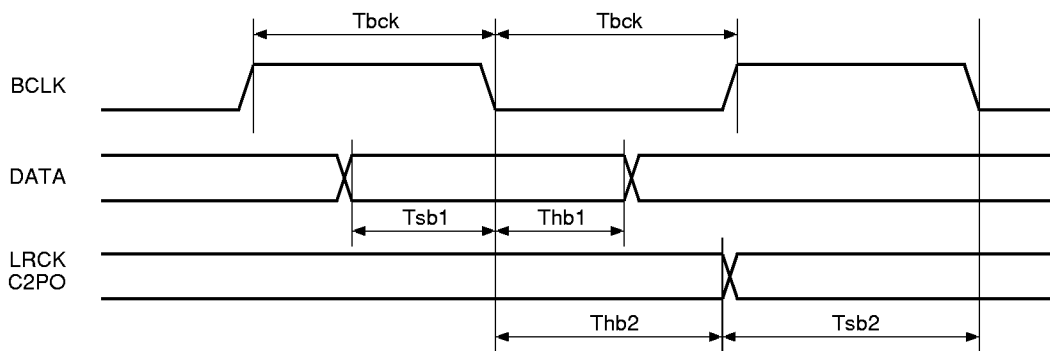 Tbck Tbck
BCLK
DATA
Tsb1 Thb1
LRCK
C2PO
Thb2 Tsb2